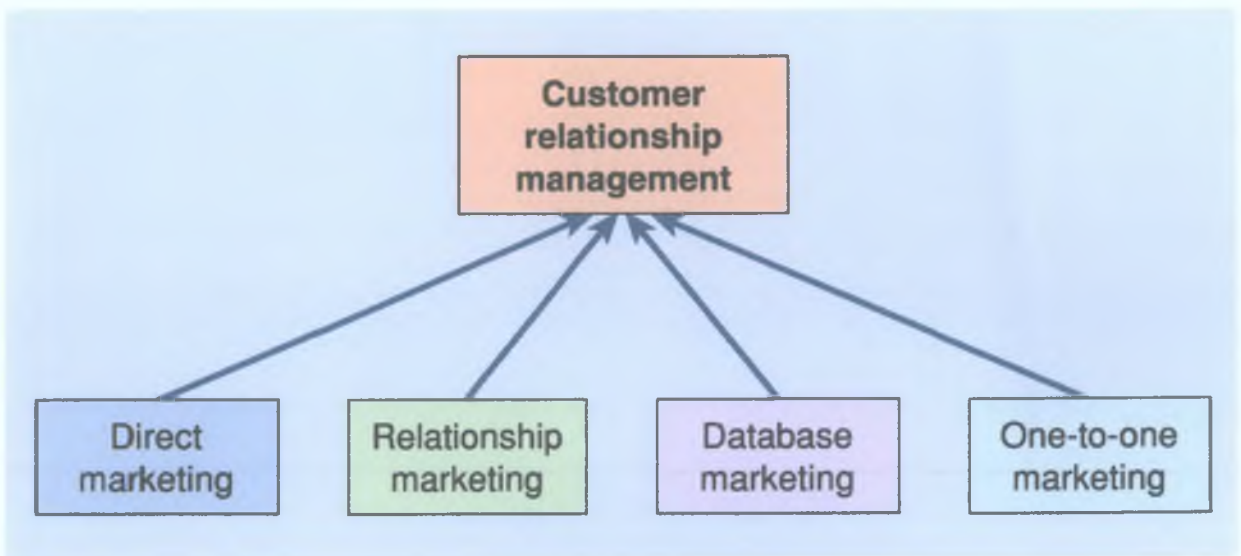 Customer
relationship
management
Direct
marketing
Relationship
marketing
Database
marketing
One-to-one
marketing